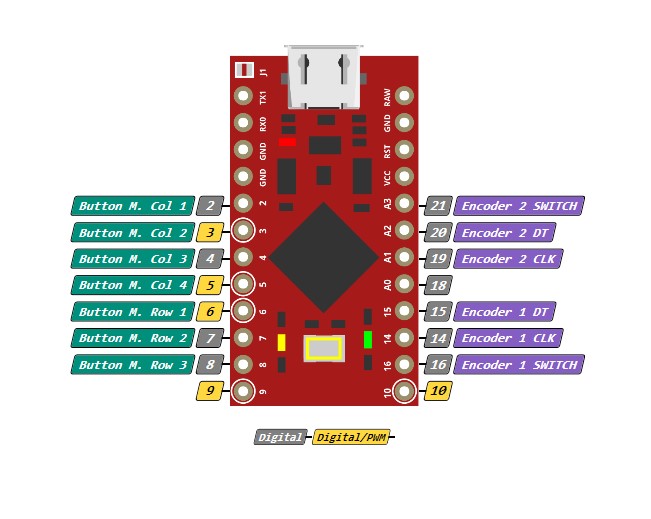 J1
TX1 RAW
RX0 GND
GND RST
GND VCC
Button M. Col 1 2 2 A3 21 Encoder 2 SWITCH
Button M. Col 2 3 3 A2 20 Encoder 2 DT
Button M. Col 3 4 4 A1 19 Encoder 2 CLK
Button M. Col 4 5 5 A0 18
Button M. Row 1 6 6 15 15 Encoder 1 DT
Button M. Row 2 7 7 14 14 Encoder 1 CLK
Button M. Row 3 8 8 16 16 Encoder 1 SWITCH
9 9 10 10
Digital Digital/PWM